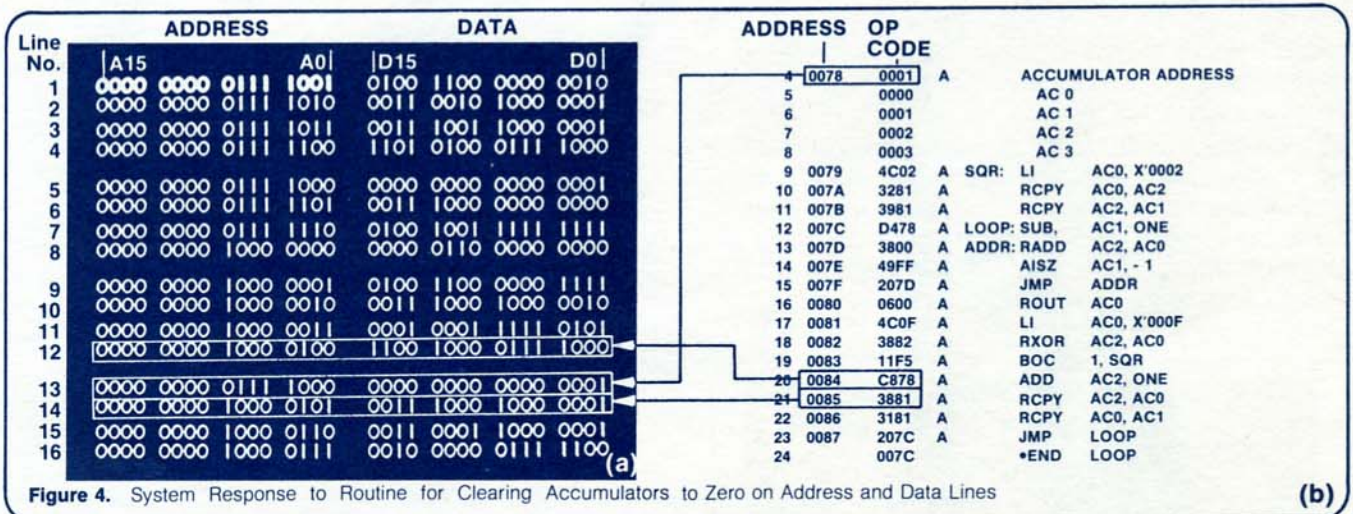 ADDRESS DATA
Line No. |A15 A0| |D15 D0|
1 0000 0000 0111 1001 0100 1100 0000 0010
2 0000 0000 0111 1010 0011 0010 1000 0001
3 0000 0000 0111 1011 0011 1001 1000 0001
4 0000 0000 0111 1100 1101 0100 0111 1000
5 0000 0000 0111 1000 0000 0000 0000 0001
6 0000 0000 0111 1101 0011 1000 0000 0000
7 0000 0000 0111 1110 0100 1001 1111 1111
8 0000 0000 1000 0000 0000 0110 0000 0000
9 0000 0000 1000 0001 0100 1100 0000 1111
10 0000 0000 1000 0010 0011 1000 1000 0010
11 0000 0000 1000 0011 0001 0001 1111 0101
12 0000 0000 1000 0100 1100 1000 0111 1000
13 0000 0000 0111 1000 0000 0000 0000 0001
14 0000 0000 1000 0101 0011 1000 1000 0001
15 0000 0000 1000 0110 0011 0001 1000 0001
16 0000 0000 1000 0111 0010 0000 0111 1100
(a)
ADDRESS OP CODE
4 0078 0001 A ACCUMULATOR ADDRESS
5 0000 AC 0
6 0001 AC 1
7 0002 AC 2
8 0003 AC 3
9 0079 4C02 A SQR: LI AC0, X'0002
10 007A 3281 A RCPY AC0, AC2
11 007B 3981 A RCPY AC2, AC1
12 007C D478 A LOOP: SUB, AC1, ONE
13 007D 3800 A ADDR: RADD AC2, AC0
14 007E 49FF A AISZ AC1, - 1
15 007F 207D A JMP ADDR
16 0080 0600 A ROUT AC0
17 0081 4C0F A LI AC0, X'000F
18 0082 3882 A RXOR AC2, AC0
19 0083 11F5 A BOC 1, SQR
20 0084 C878 A ADD AC2, ONE
21 0085 3881 A RCPY AC2, AC0
22 0086 3181 A RCPY AC0, AC1
23 0087 207C A JMP LOOP
24 007C •END LOOP
Figure 4. System Response to Routine for Clearing Accumulators to Zero on Address and Data Lines
(b)